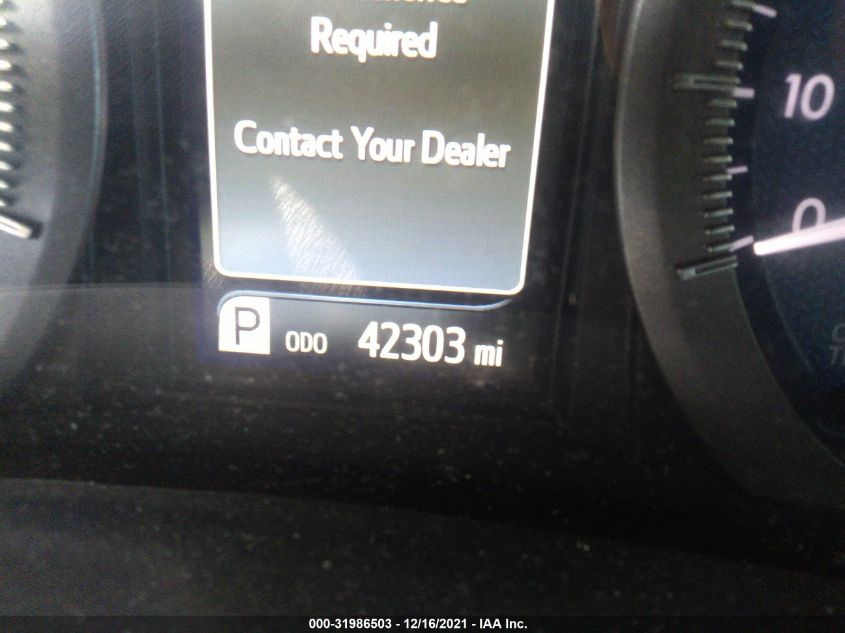 Required
Contact Your Dealer
10
0
P ODO 42303 mi
000-31986503 - 12/16/2021 - IAA Inc.